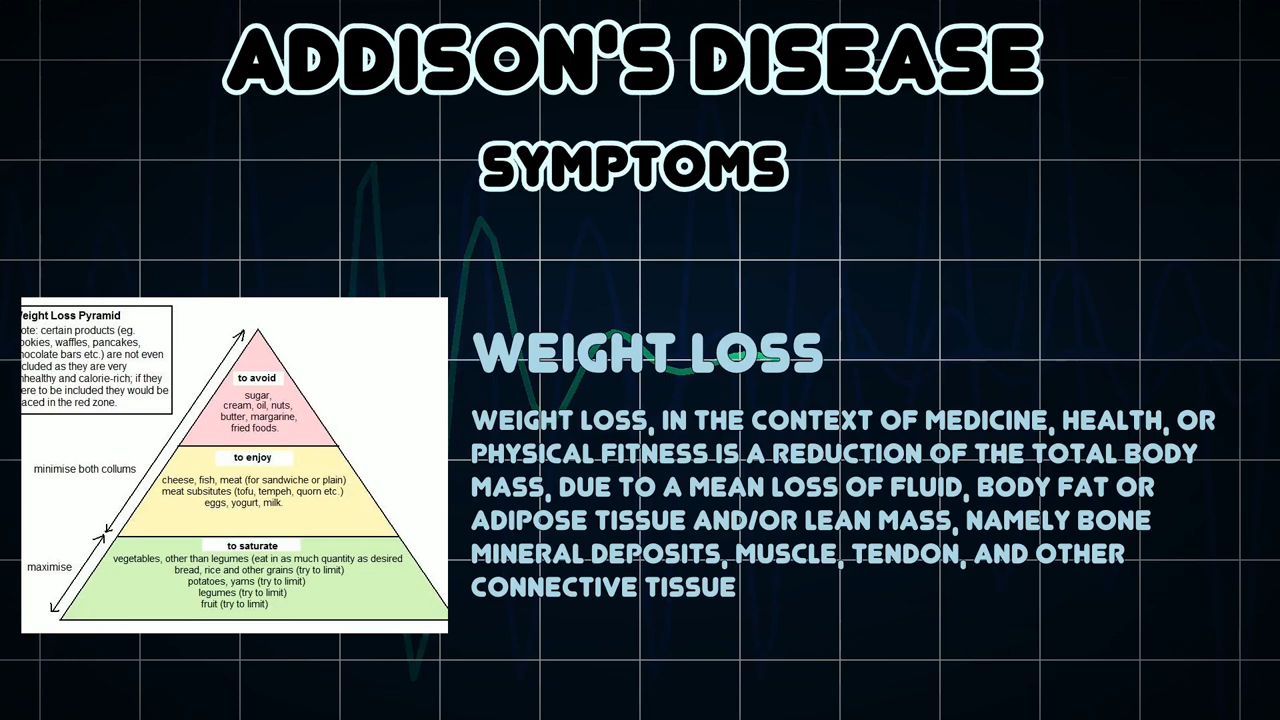 ADDISON'S DISEASE
SYMPTOMS
eight Loss Pyramid
ote: certain products (eg.
ookies, waffles, pancakes,
hocolate bars etc.) are not even
cluded as they are very
nhealthy and calorie-rich; if they
ere to be included they would be
laced in the red zone.
to avoid
sugar,
cream, oil, nuts,
butter, margarine,
fried foods.
minimise both collums
to enjoy
cheese, fish, meat (for sandwiche or plain)
meat subsitutes (tofu, tempeh, quorn etc.)
eggs, yogurt, milk.
maximise
to saturate
vegetables, other than legumes (eat in as much quantity as desired
bread, rice and other grains (try to limit)
potatoes, yams (try to limit)
legumes (try to limit)
fruit (try to limit)
WEIGHT LOSS
WEIGHT LOSS, IN THE CONTEXT OF MEDICINE, HEALTH, OR
PHYSICAL FITNESS IS A REDUCTION OF THE TOTAL BODY
MASS, DUE TO A MEAN LOSS OF FLUID, BODY FAT OR
ADIPOSE TISSUE AND/OR LEAN MASS, NAMELY BONE
MINERAL DEPOSITS, MUSCLE, TENDON, AND OTHER
CONNECTIVE TISSUE